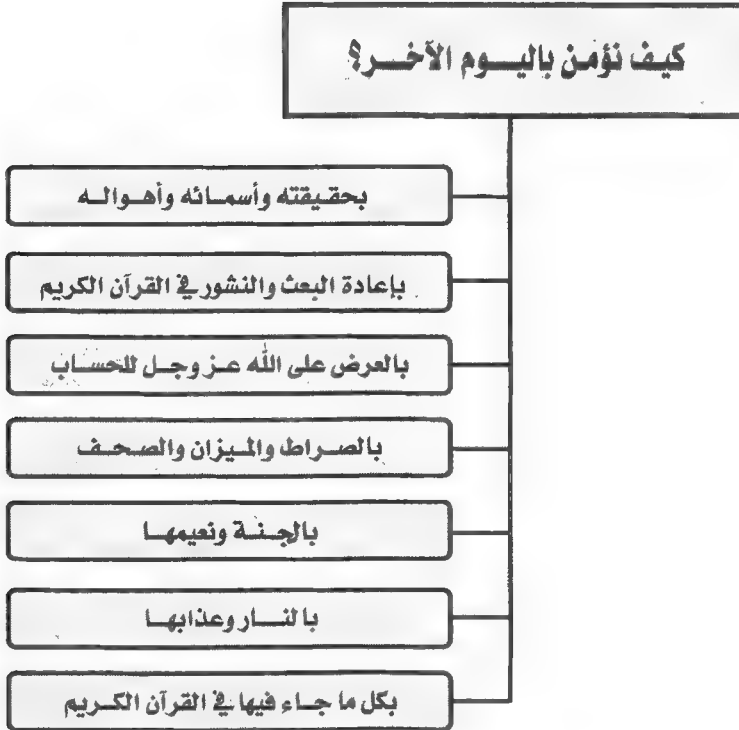 كيف نؤمن باليوم الآخر؟
بحقيقته وأسمائه وأهواله
بإعادة البعث والنشور في القرآن الكريم
بالعرض على الله عز وجل للحساب
بالصراط والميزان والصحف
بالجنة ونعيمها
بالنار وعذابها
بكل ما جاء فيها في القرآن الكريم